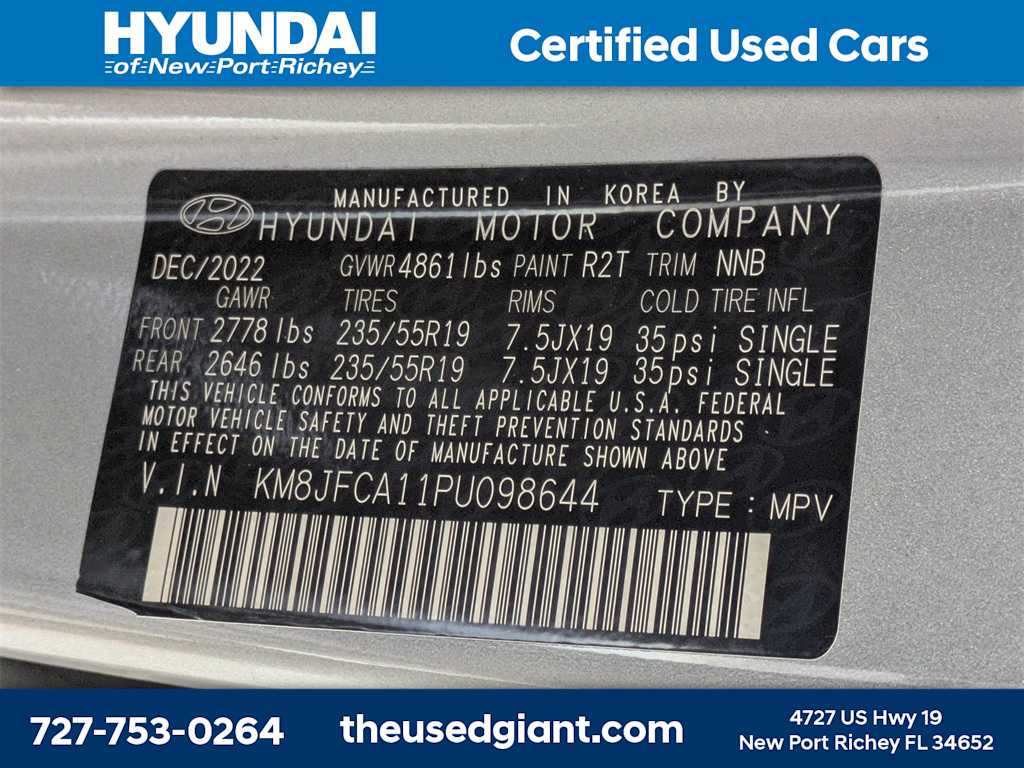 HYUNDAI
of New Port Richey
Certified Used Cars
MANUFACTURED IN KOREA BY
HYUNDAI MOTOR COMPANY
DEC/2022 GVWR 4861lbs PAINT R2T TRIM NNB
GAWR TIRES RIMS COLD TIRE INFL
FRONT 2778 lbs 235/55R19 7.5JX19 35psi SINGLE
REAR 2646 lbs 235/55R19 7.5JX19 35psi SINGLE
THIS VEHICLE CONFORMS TO ALL APPLICABLE U.S.A. FEDERAL
MOTOR VEHICLE SAFETY AND THEFT PREVENTION STANDARDS
IN EFFECT ON THE DATE OF MANUFACTURE SHOWN ABOVE
V.I.N KM8JFCA11PU098644 TYPE : MPV
727-753-0264
theusedgiant.com
4727 US Hwy 19
New Port Richey FL 34652